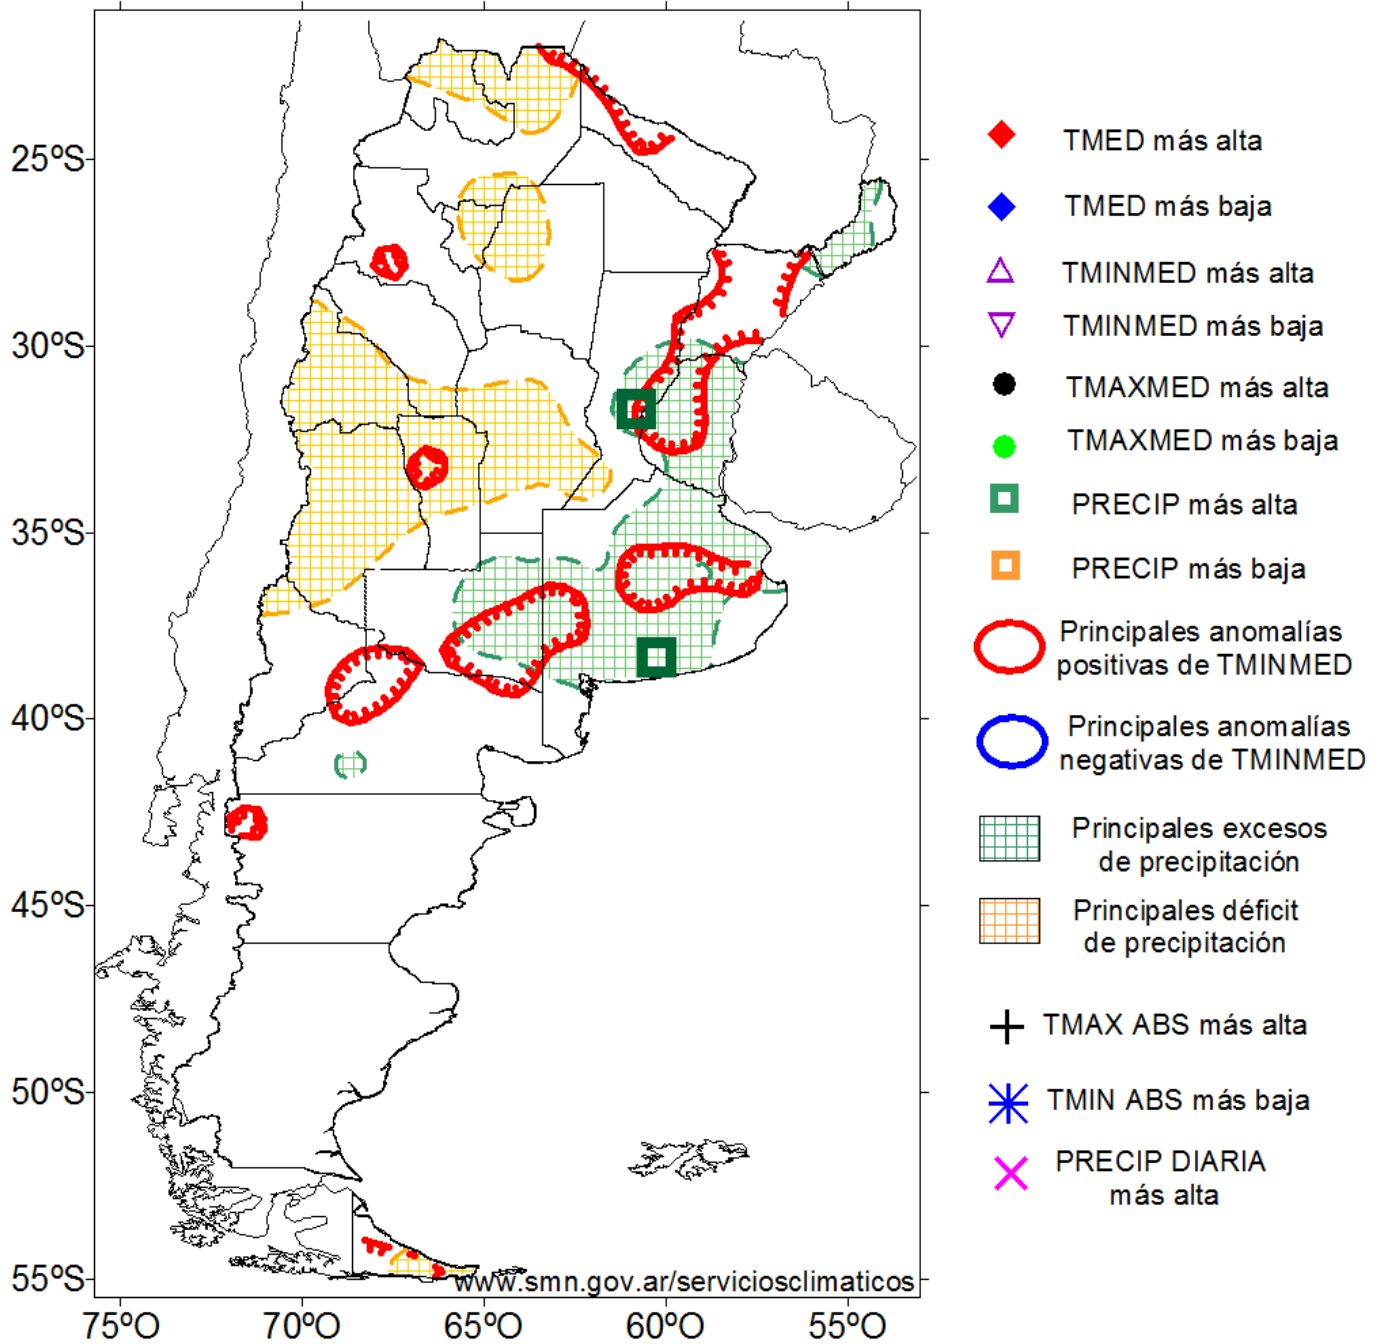 25ºS
30ºS
35ºS
40ºS
45ºS
50ºS
55ºS
75ºO
70ºO
65ºO
60ºO
55ºO
www.smn.gov.ar/serviciosclimaticos
TMED más alta
TMED más baja
TMINMED más alta
TMINMED más baja
TMAXMED más alta
TMAXMED más baja
PRECIP más alta
PRECIP más baja
Principales anomalías
positivas de TMINMED
Principales anomalías
negativas de TMINMED
Principales excesos
de precipitación
Principales déficit
de precipitación
TMAX ABS más alta
TMIN ABS más baja
PRECIP DIARIA
más alta